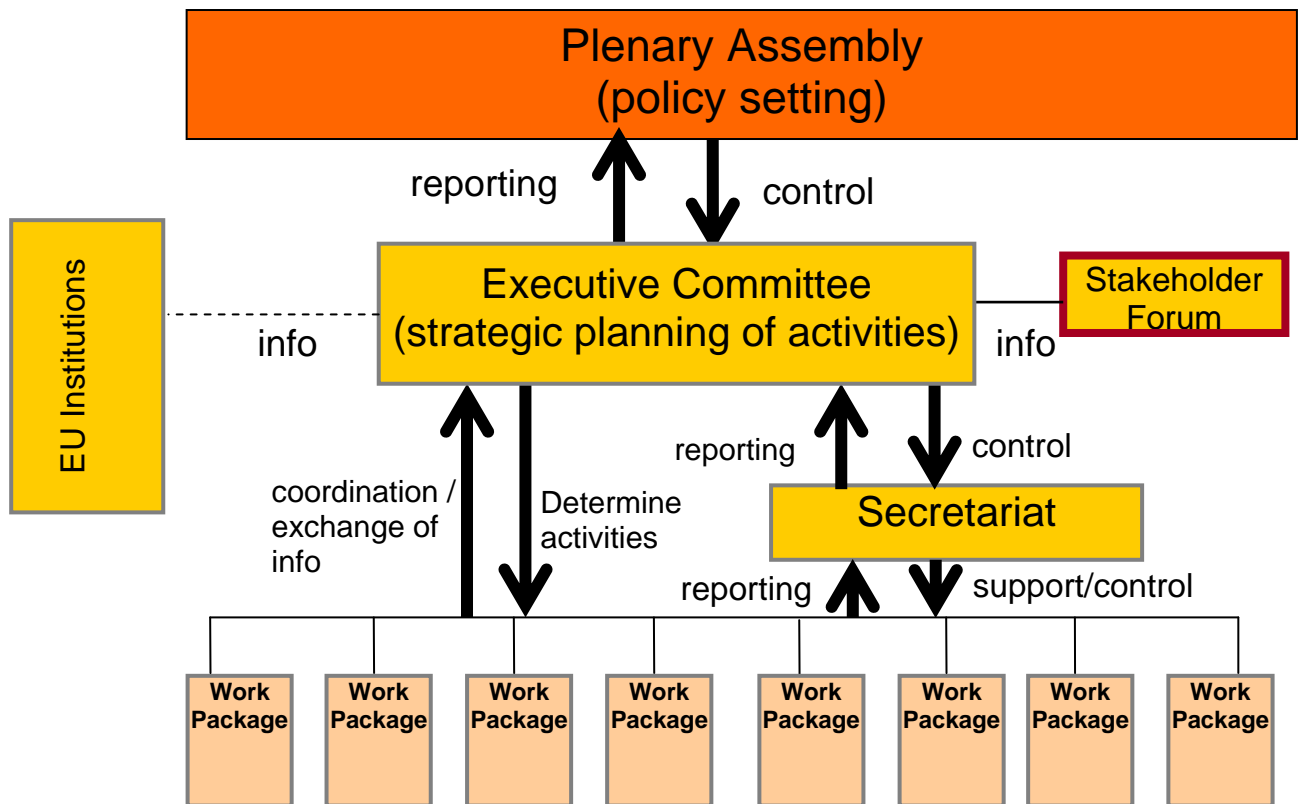 Plenary Assembly
(policy setting)
reporting
control
EU Institutions
info
Executive Committee
(strategic planning of activities)
info
Stakeholder
Forum
coordination /
exchange of
info
Determine
activities
reporting
control
Secretariat
reporting
support/control
Work
Package
Work
Package
Work
Package
Work
Package
Work
Package
Work
Package
Work
Package
Work
Package